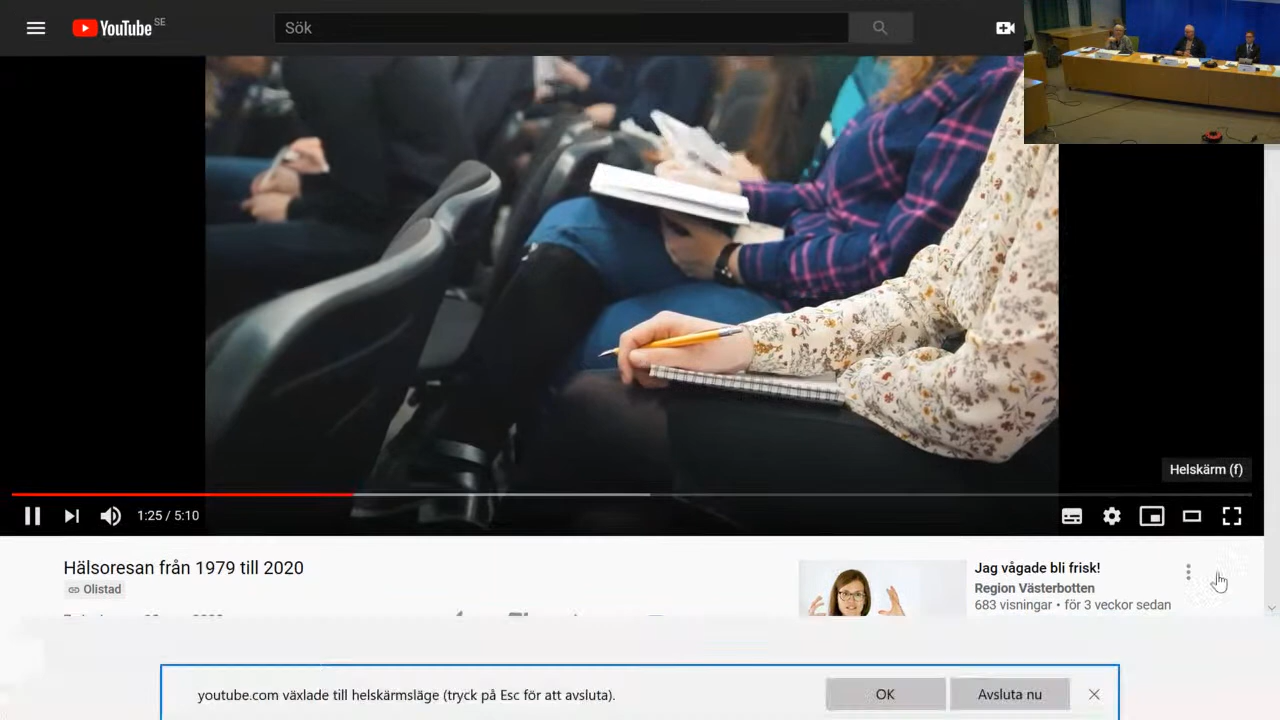 YouTube SE
Sök
Helskärm (f)
1:25 / 5:10
Hälsoresan från 1979 till 2020
Olistad
Jag vågade bli frisk!
Region Västerbotten
683 visningar • för 3 veckor sedan
youtube.com växlade till helskärmsläge (tryck på Esc för att avsluta).
OK
Avsluta nu